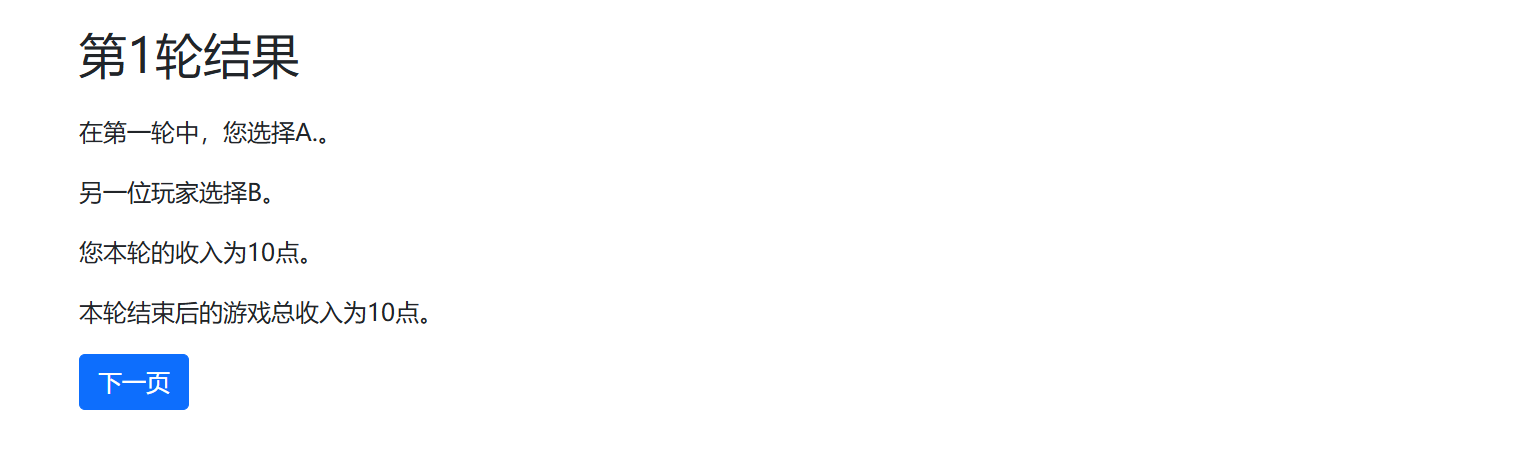 第1轮结果
在第一轮中，您选择A.。
另一位玩家选择B。
您本轮的收入为10点。
本轮结束后的游戏总收入为10点。
下一页